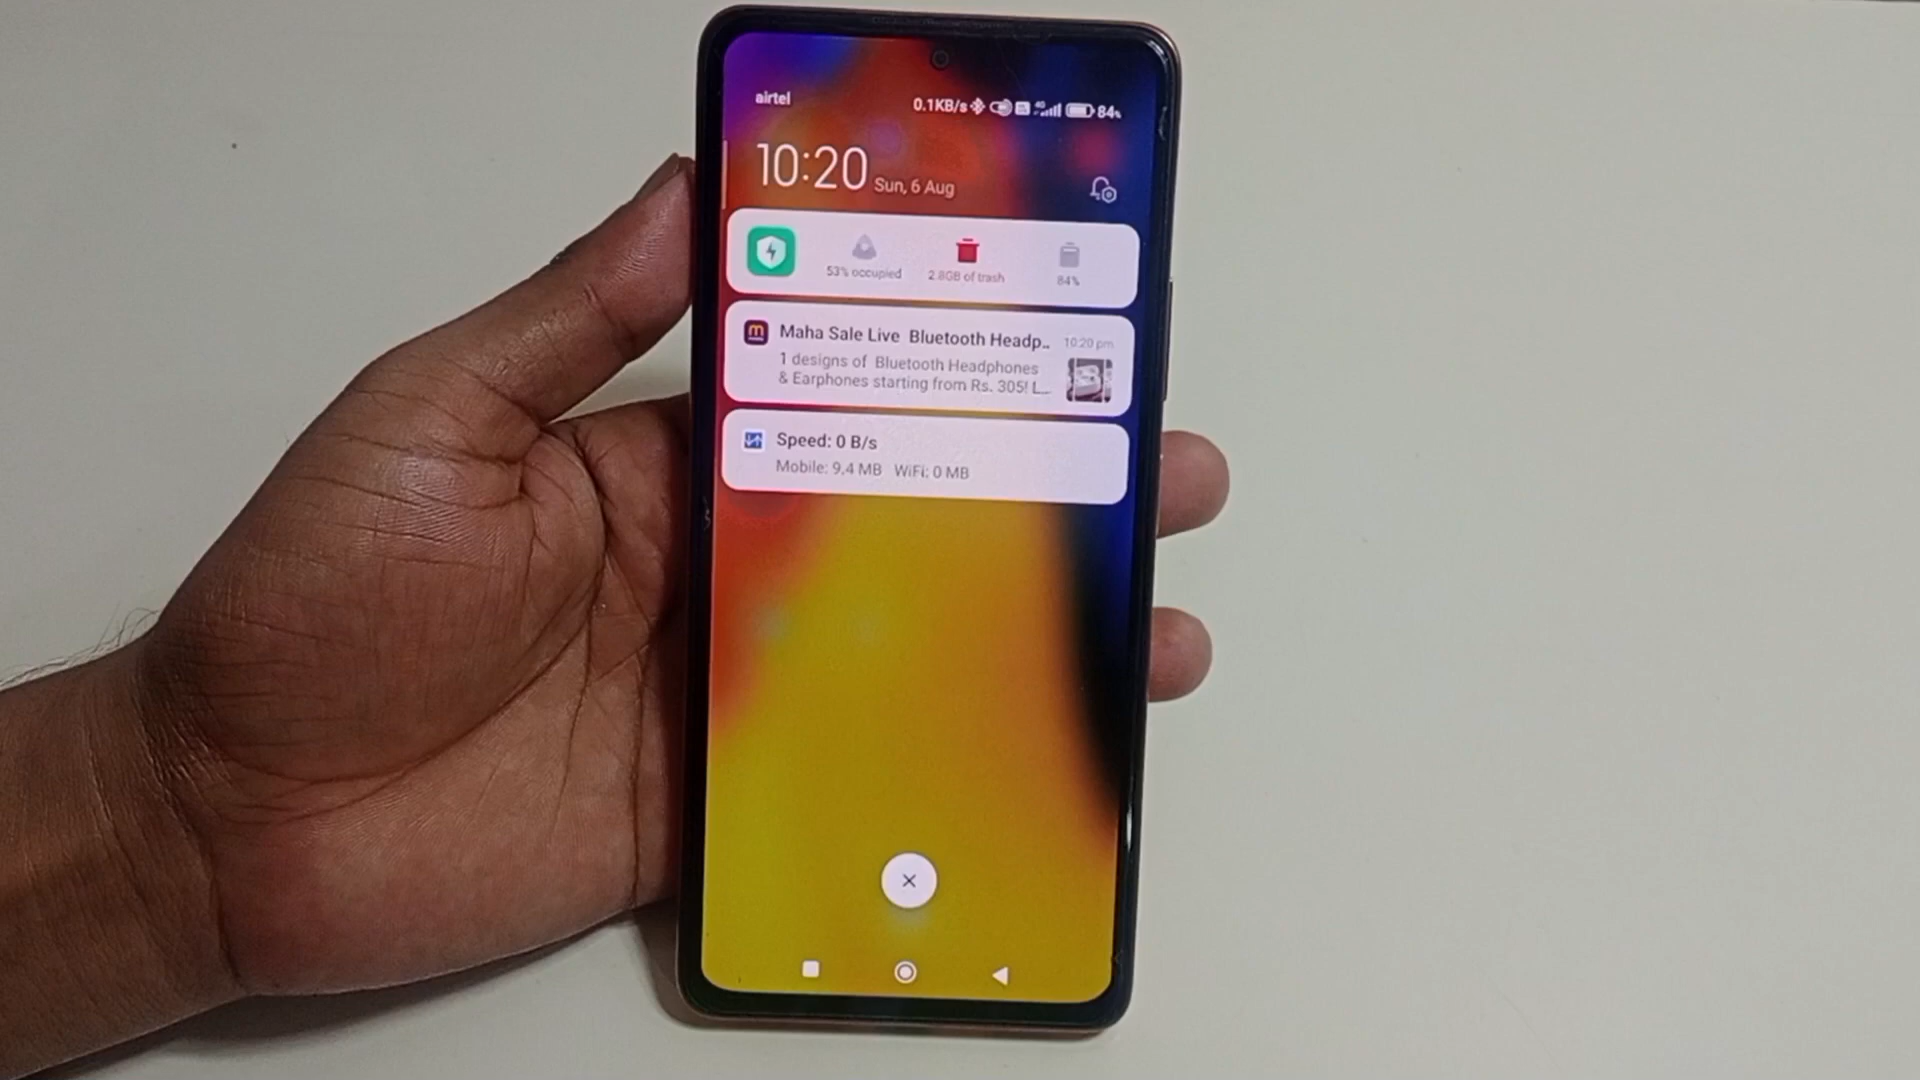 airtel
0.1KB/s 4G 84%
10:20 Sun, 6 Aug
53% occupied
2.8GB of trash
84%
Maha Sale Live Bluetooth Headp.. 10:20 pm
1 designs of Bluetooth Headphones
& Earphones starting from Rs. 305! L...
Speed: 0 B/s
Mobile: 9.4 MB WiFi: 0 MB